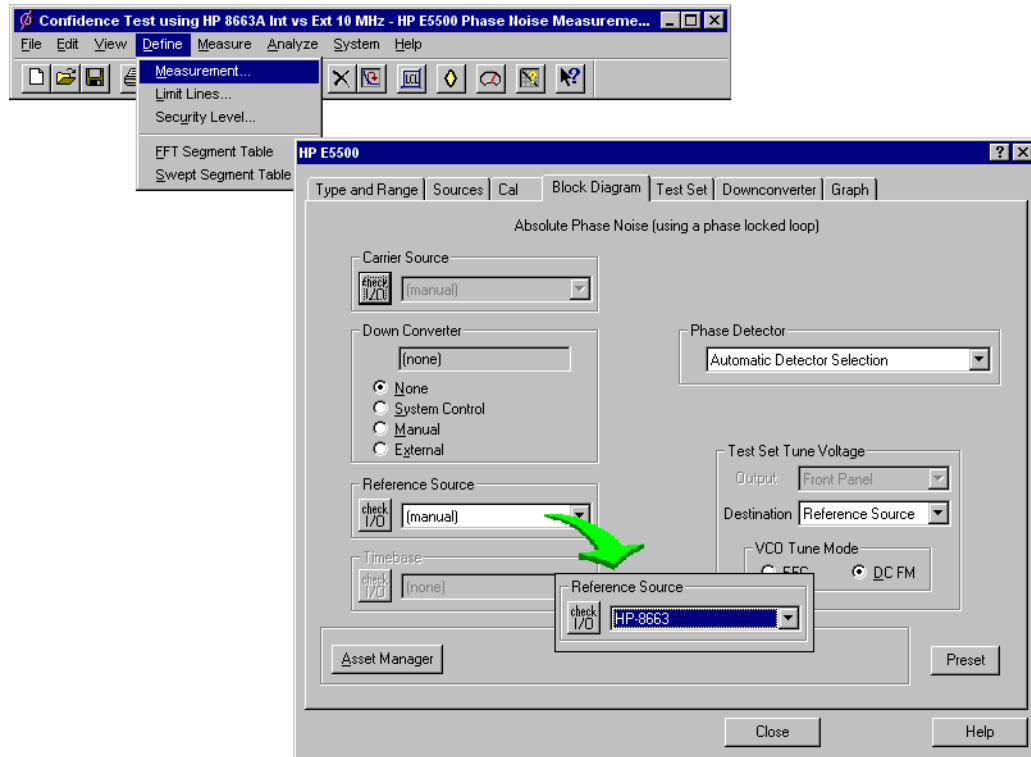 Confidence Test using HP 8663A Int vs Ext 10 MHz - HP E5500 Phase Noise Measureme...
File Edit View Define Measure Analyze System Help
Measurement...
Limit Lines...
Security Level...
FFT Segment Table
Swept Segment Table
HP E5500
Type and Range Sources Cal Block Diagram Test Set Downconverter Graph
Absolute Phase Noise (using a phase locked loop)
Carrier Source
check I/O (manual)
Down Converter
(none)
None
System Control
Manual
External
Phase Detector
Automatic Detector Selection
Reference Source
check I/O (manual)
Timebase
check I/O (none)
Test Set Tune Voltage
Output Front Panel
Destination Reference Source
VCO Tune Mode
DC FM
Reference Source
check I/O HP-8663
Asset Manager
Preset
Close
Help